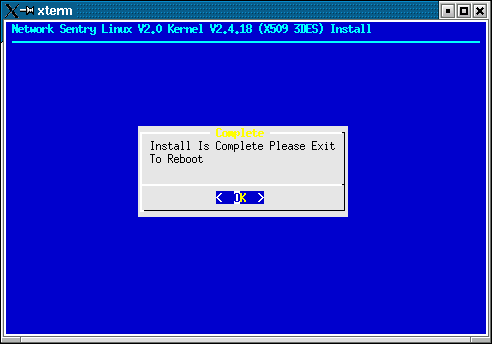 xterm
Network Sentry Linux V2.0 Kernel V2.4.18 (X509 3DES) Install
Complete
Install Is Complete Please Exit
To Reboot
< OK >